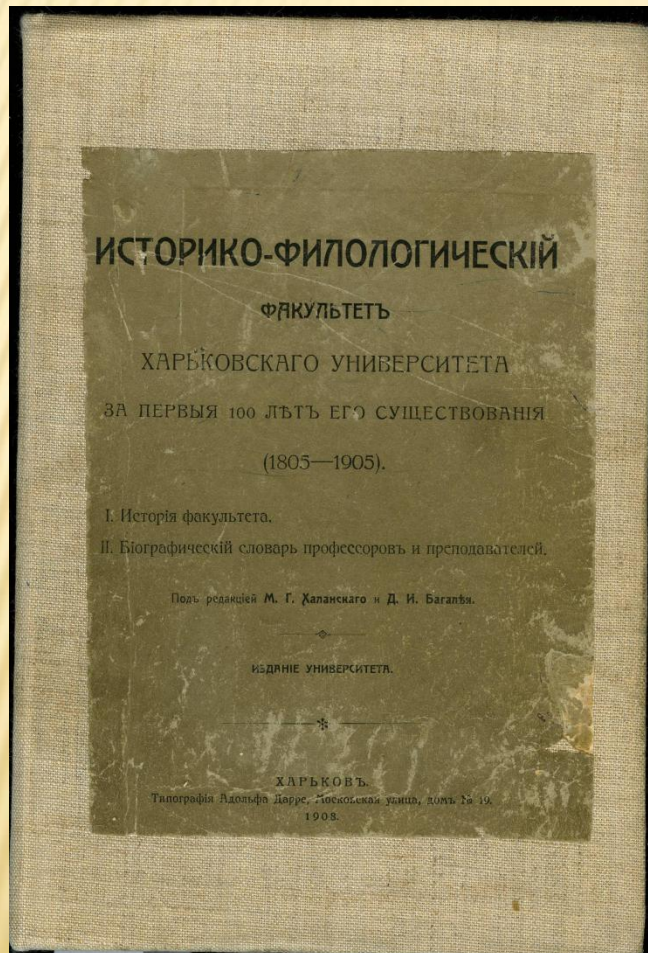 ИСТОРИКО-ФИЛОЛОГИЧЕСКІЙ
ФАКУЛЬТЕТЪ
ХАРЬКОВСКАГО УНИВЕРСИТЕТА
ЗА ПЕРВЫЯ 100 ЛѢТЪ ЕГО СУЩЕСТВОВАНІЯ
(1805—1905).
I. Исторія факультета.
II. Біографическій словарь профессоровъ и преподавателей.
Подъ редакціей М. Г. Халанскаго и Д. И. Багалѣя.
ИЗДАНІЕ УНИВЕРСИТЕТА.
ХАРЬКОВЪ.
Типографія Адольфа Дарре, Московская улица, домъ № 19.
1908.